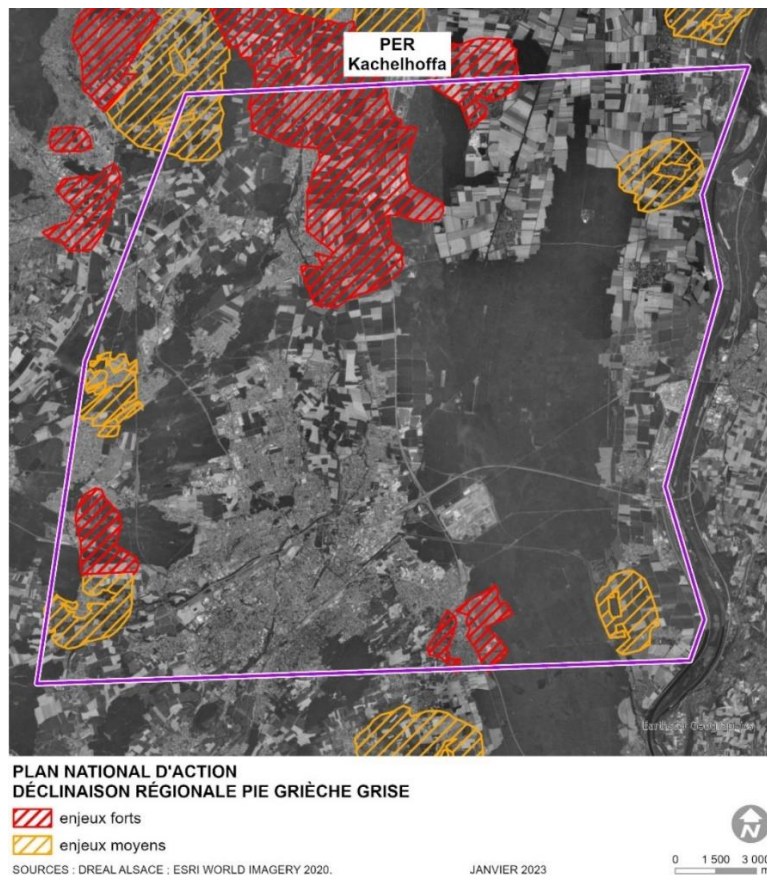 PER
Kachelhoffa
PLAN NATIONAL D'ACTION
DÉCLINAISON RÉGIONALE PIE GRIÈCHE GRISE
enjeux forts
enjeux moyens
SOURCES : DREAL ALSACE ; ESRI WORLD IMAGERY 2020.
JANVIER 2023
N
0 1 500 3 000
m